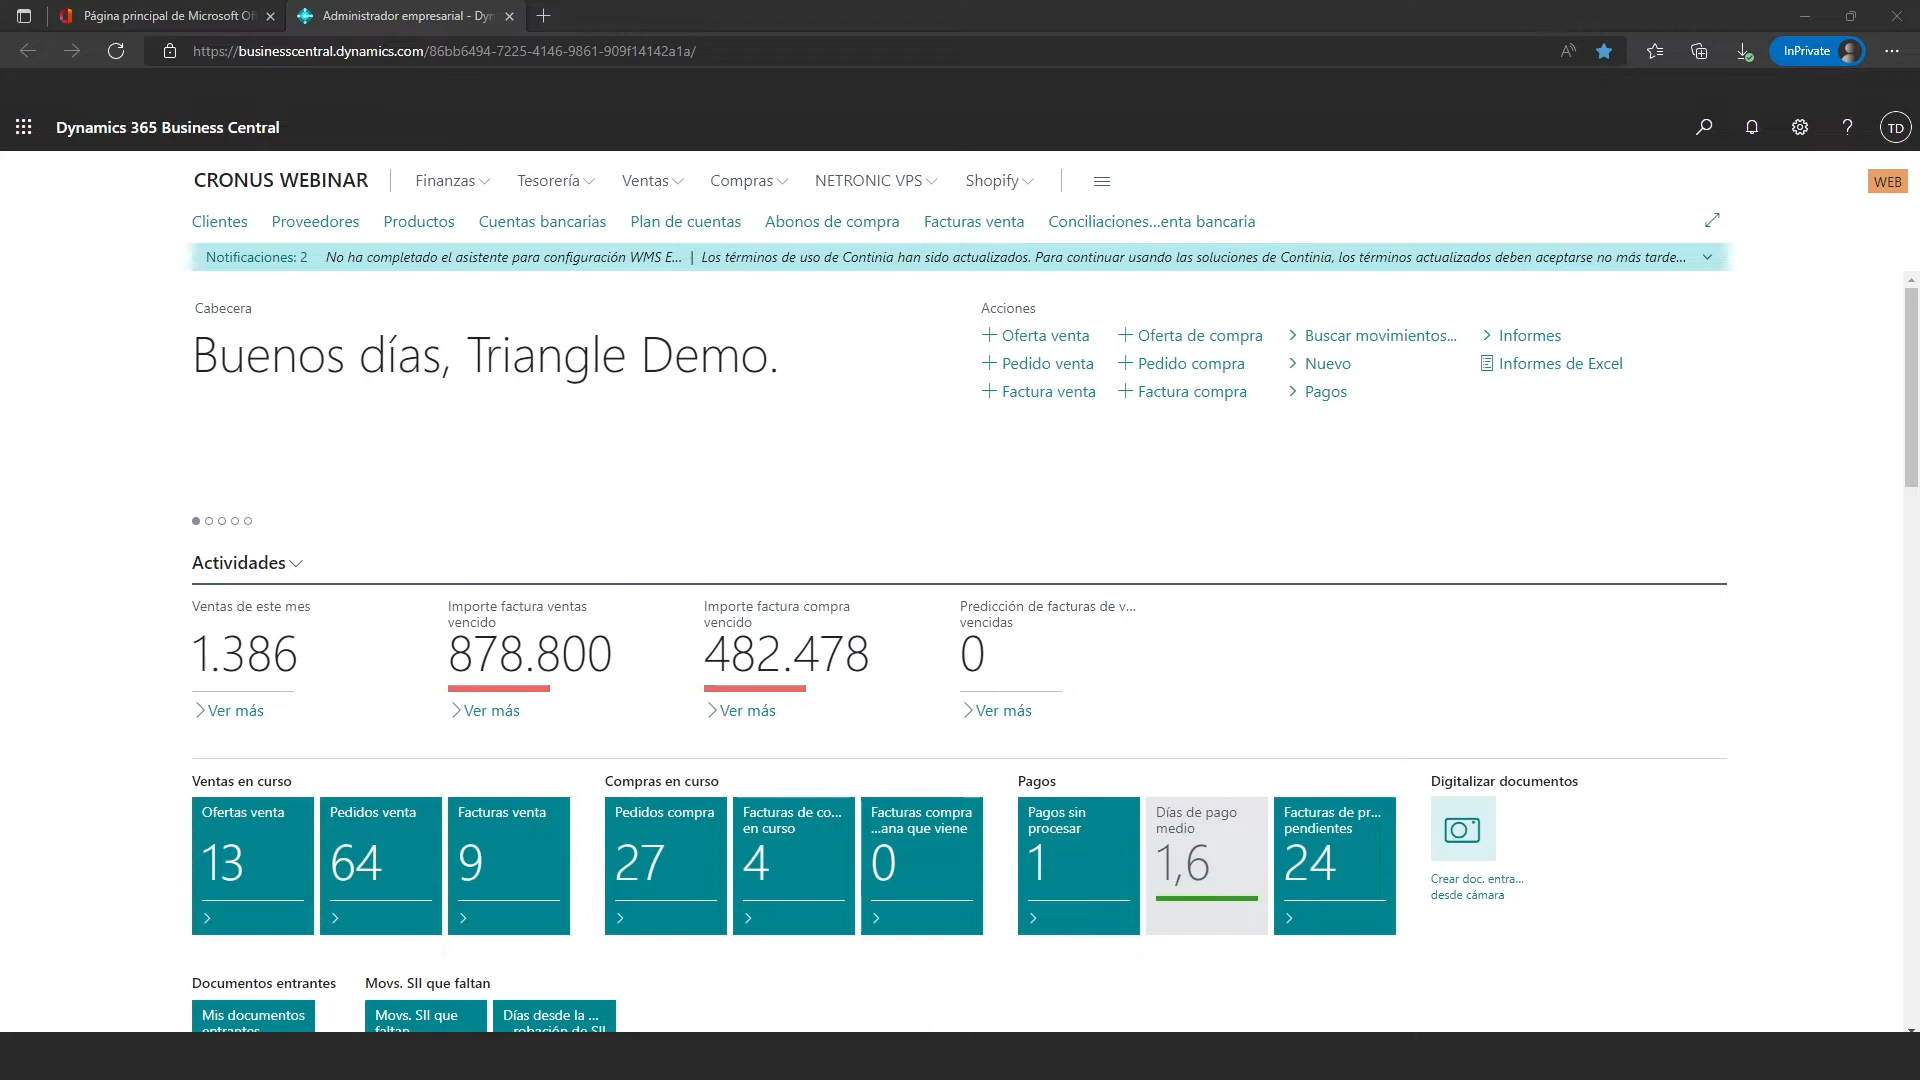 Página principal de Microsoft Of
Administrador empresarial - Dyn
https://businesscentral.dynamics.com/86bb6494-7225-4146-9861-909f14142a1a/
InPrivate
Dynamics 365 Business Central
TD
CRONUS WEBINAR
Finanzas
Tesorería
Ventas
Compras
NETRONIC VPS
Shopify
WEB
Clientes
Proveedores
Productos
Cuentas bancarias
Plan de cuentas
Abonos de compra
Facturas venta
Conciliaciones...enta bancaria
Notificaciones: 2
No ha completado el asistente para configuración WMS E... | Los términos de uso de Continia han sido actualizados. Para continuar usando las soluciones de Continia, los términos actualizados deben aceptarse no más tarde...
Cabecera
Buenos días, Triangle Demo.
Acciones
+ Oferta venta
+ Oferta de compra
> Buscar movimientos...
> Informes
+ Pedido venta
+ Pedido compra
> Nuevo
Informes de Excel
+ Factura venta
+ Factura compra
> Pagos
Actividades
Ventas de este mes
1.386
>Ver más
Importe factura ventas
vencido
878.800
>Ver más
Importe factura compra
vencido
482.478
>Ver más
Predicción de facturas de v...
vencidas
0
>Ver más
Ventas en curso
Ofertas venta
13
Pedidos venta
64
Facturas venta
9
Compras en curso
Pedidos compra
27
Facturas de co...
en curso
4
Facturas compra
...ana que viene
0
Pagos
Pagos sin
procesar
1
Días de pago
medio
1,6
Facturas de pr...
pendientes
24
Digitalizar documentos
Crear doc. entra...
desde cámara
Documentos entrantes
Mis documentos
entrantes
Movs. SII que faltan
Movs. SII que
faltan
Días desde la ...
...robación de SII